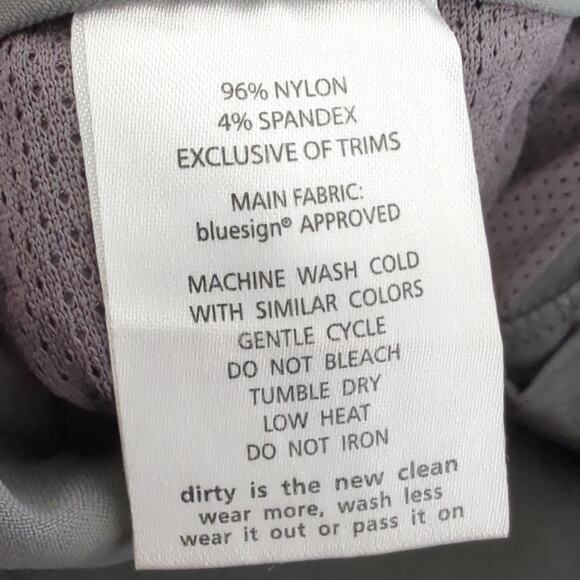 96% NYLON
4% SPANDEX
EXCLUSIVE OF TRIMS
MAIN FABRIC:
bluesign® APPROVED
MACHINE WASH COLD
WITH SIMILAR COLORS
GENTLE CYCLE
DO NOT BLEACH
TUMBLE DRY
LOW HEAT
DO NOT IRON
dirty is the new clean
wear more, wash less
wear it out or pass it on